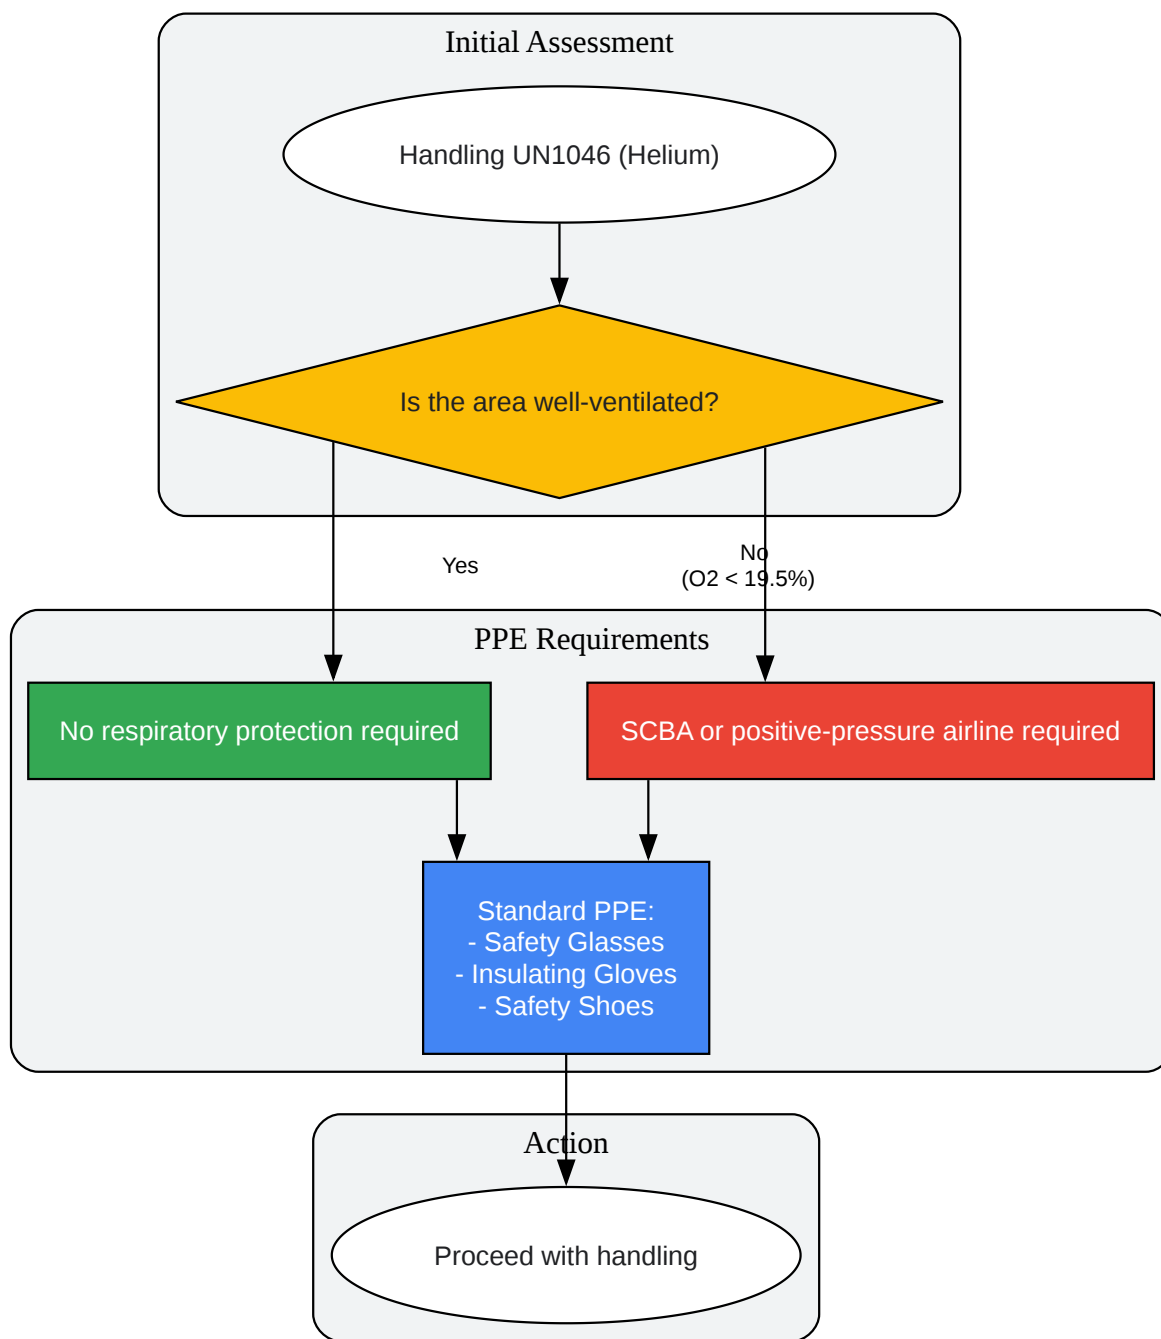 Initial Assessment
Handling UN1046 (Helium)
Is the area well-ventilated?
Yes
No
(O2 < 19.5%)
PPE Requirements
No respiratory protection required
SCBA or positive-pressure airline required
Standard PPE:
- Safety Glasses
- Insulating Gloves
- Safety Shoes
Action
Proceed with handling